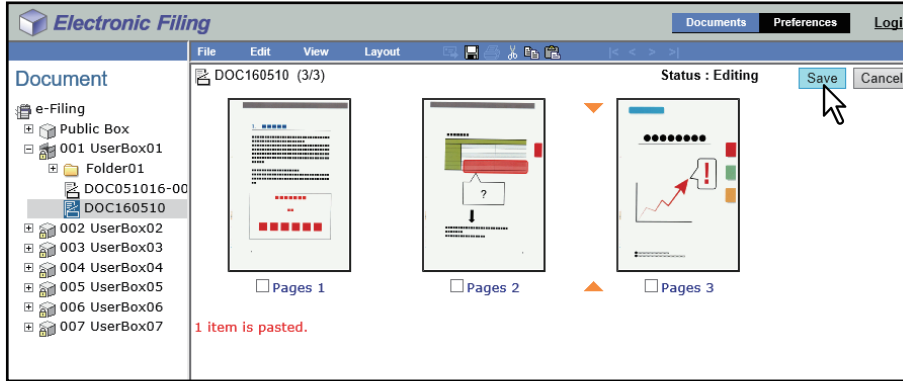 Electronic Filing
Documents Preferences
File Edit View Layout
Document
DOC160510 (3/3)
Status : Editing
Save Cancel
e-Filing
Public Box
001 UserBox01
Folder01
DOC051016-00
DOC160510
002 UserBox02
003 UserBox03
004 UserBox04
005 UserBox05
006 UserBox06
007 UserBox07
?
!
Pages 1
Pages 2
Pages 3
1 item is pasted.